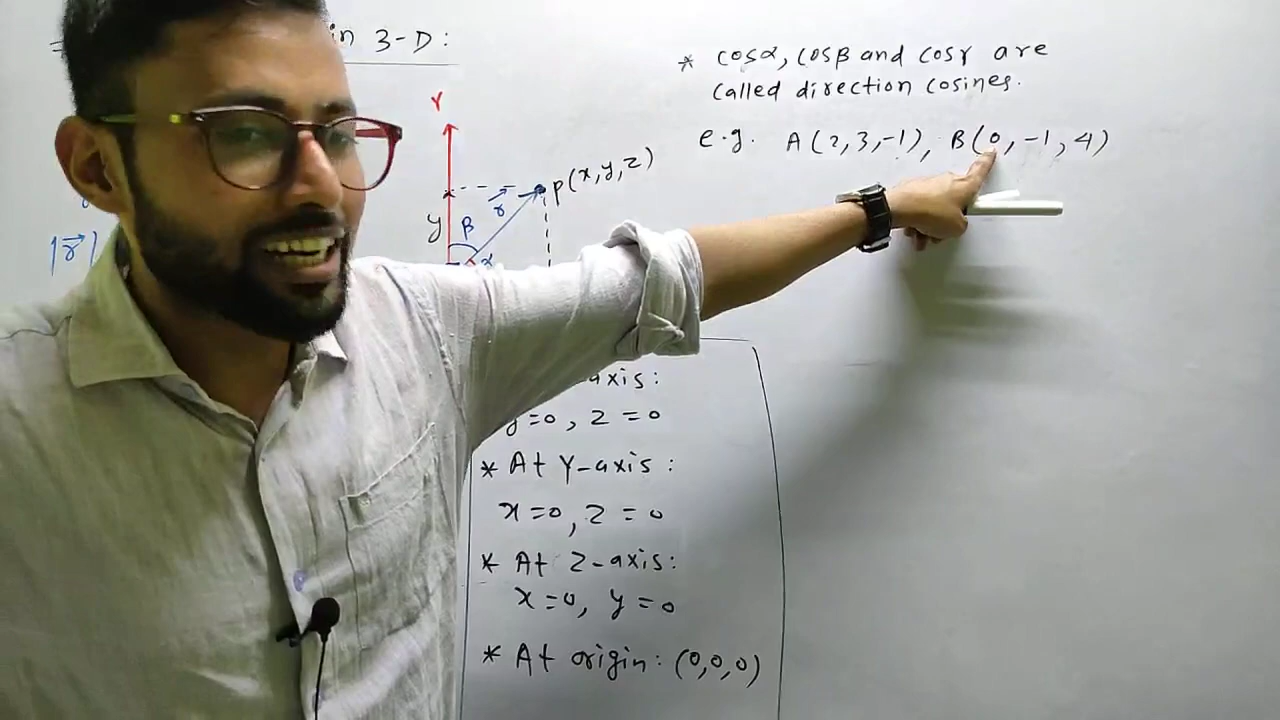 in 3-D:
Y
P(x,y,z)
r⃗
y
β
α
|r⃗|
* cosα, cosβ and cosγ are
called direction cosines.
e.g. A(2,3,-1), B(0,-1,4)
axis:
y=0, z=0
* At Y-axis:
x=0, z=0
* At Z-axis:
x=0, y=0
* At origin: (0,0,0)